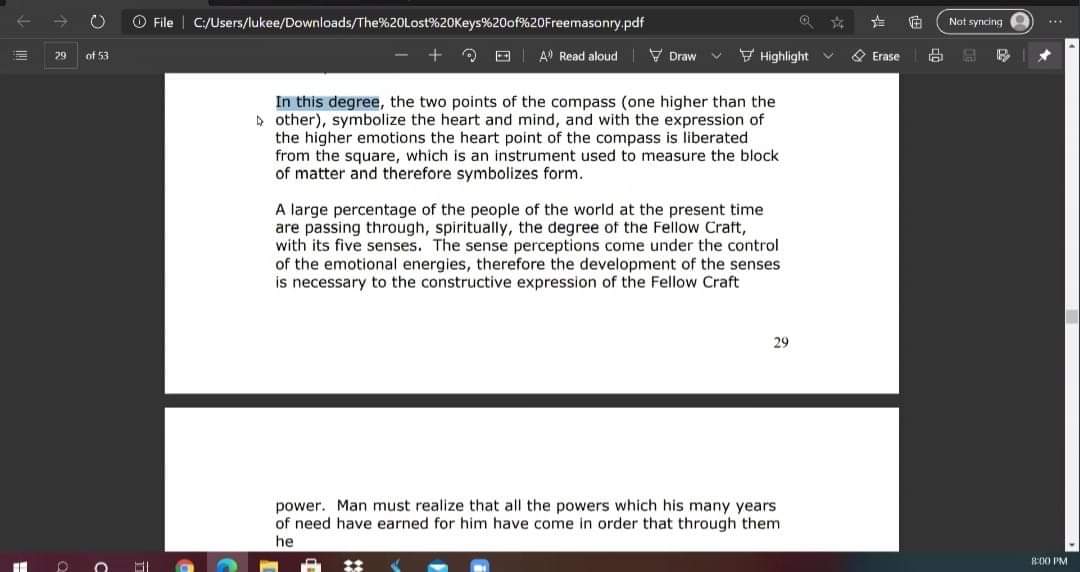 File | C:/Users/lukee/Downloads/The%20Lost%20Keys%20of%20Freemasonry.pdf
Not syncing
29 of 53
Read aloud
Draw
Highlight
Erase
In this degree, the two points of the compass (one higher than the
other), symbolize the heart and mind, and with the expression of
the higher emotions the heart point of the compass is liberated
from the square, which is an instrument used to measure the block
of matter and therefore symbolizes form.
A large percentage of the people of the world at the present time
are passing through, spiritually, the degree of the Fellow Craft,
with its five senses.  The sense perceptions come under the control
of the emotional energies, therefore the development of the senses
is necessary to the constructive expression of the Fellow Craft
29
power.  Man must realize that all the powers which his many years
of need have earned for him have come in order that through them
he
8:00 PM